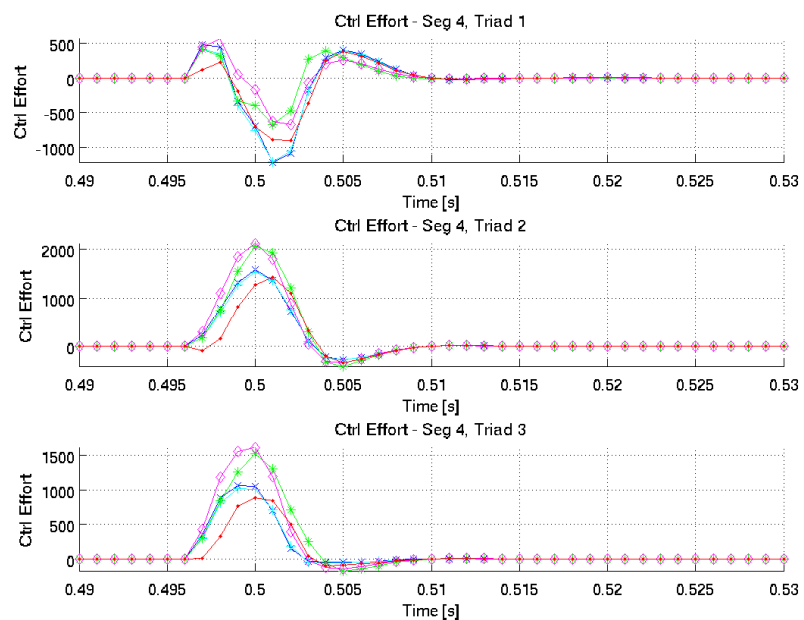 Ctrl Effort - Seg 4, Triad 1
500
0
-500
-1000
Ctrl Effort
0.49 0.495 0.5 0.505 0.51 0.515 0.52 0.525 0.53
Time [s]
Ctrl Effort - Seg 4, Triad 2
2000
1000
0
Ctrl Effort
0.49 0.495 0.5 0.505 0.51 0.515 0.52 0.525 0.53
Time [s]
Ctrl Effort - Seg 4, Triad 3
1500
1000
500
0
Ctrl Effort
0.49 0.495 0.5 0.505 0.51 0.515 0.52 0.525 0.53
Time [s]